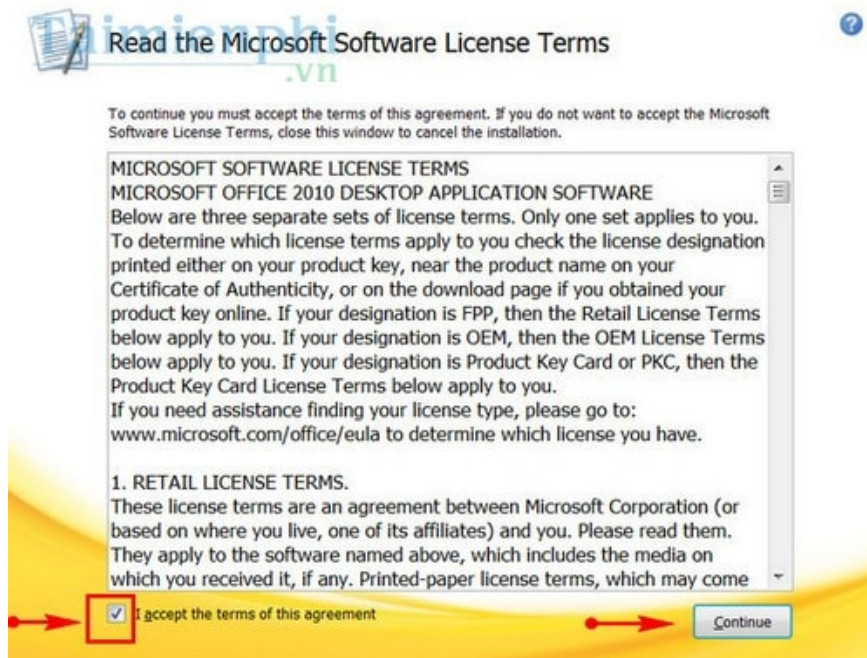 Taimienphi
.vn
Read the Microsoft Software License Terms
?
To continue you must accept the terms of this agreement. If you do not want to accept the Microsoft
Software License Terms, close this window to cancel the installation.
MICROSOFT SOFTWARE LICENSE TERMS
MICROSOFT OFFICE 2010 DESKTOP APPLICATION SOFTWARE
Below are three separate sets of license terms. Only one set applies to you.
To determine which license terms apply to you check the license designation
printed either on your product key, near the product name on your
Certificate of Authenticity, or on the download page if you obtained your
product key online. If your designation is FPP, then the Retail License Terms
below apply to you. If your designation is OEM, then the OEM License Terms
below apply to you. If your designation is Product Key Card or PKC, then the
Product Key Card License Terms below apply to you.
If you need assistance finding your license type, please go to:
www.microsoft.com/office/eula to determine which license you have.
1. RETAIL LICENSE TERMS.
These license terms are an agreement between Microsoft Corporation (or
based on where you live, one of its affiliates) and you. Please read them.
They apply to the software named above, which includes the media on
which you received it, if any. Printed-paper license terms, which may come
I accept the terms of this agreement
Continue